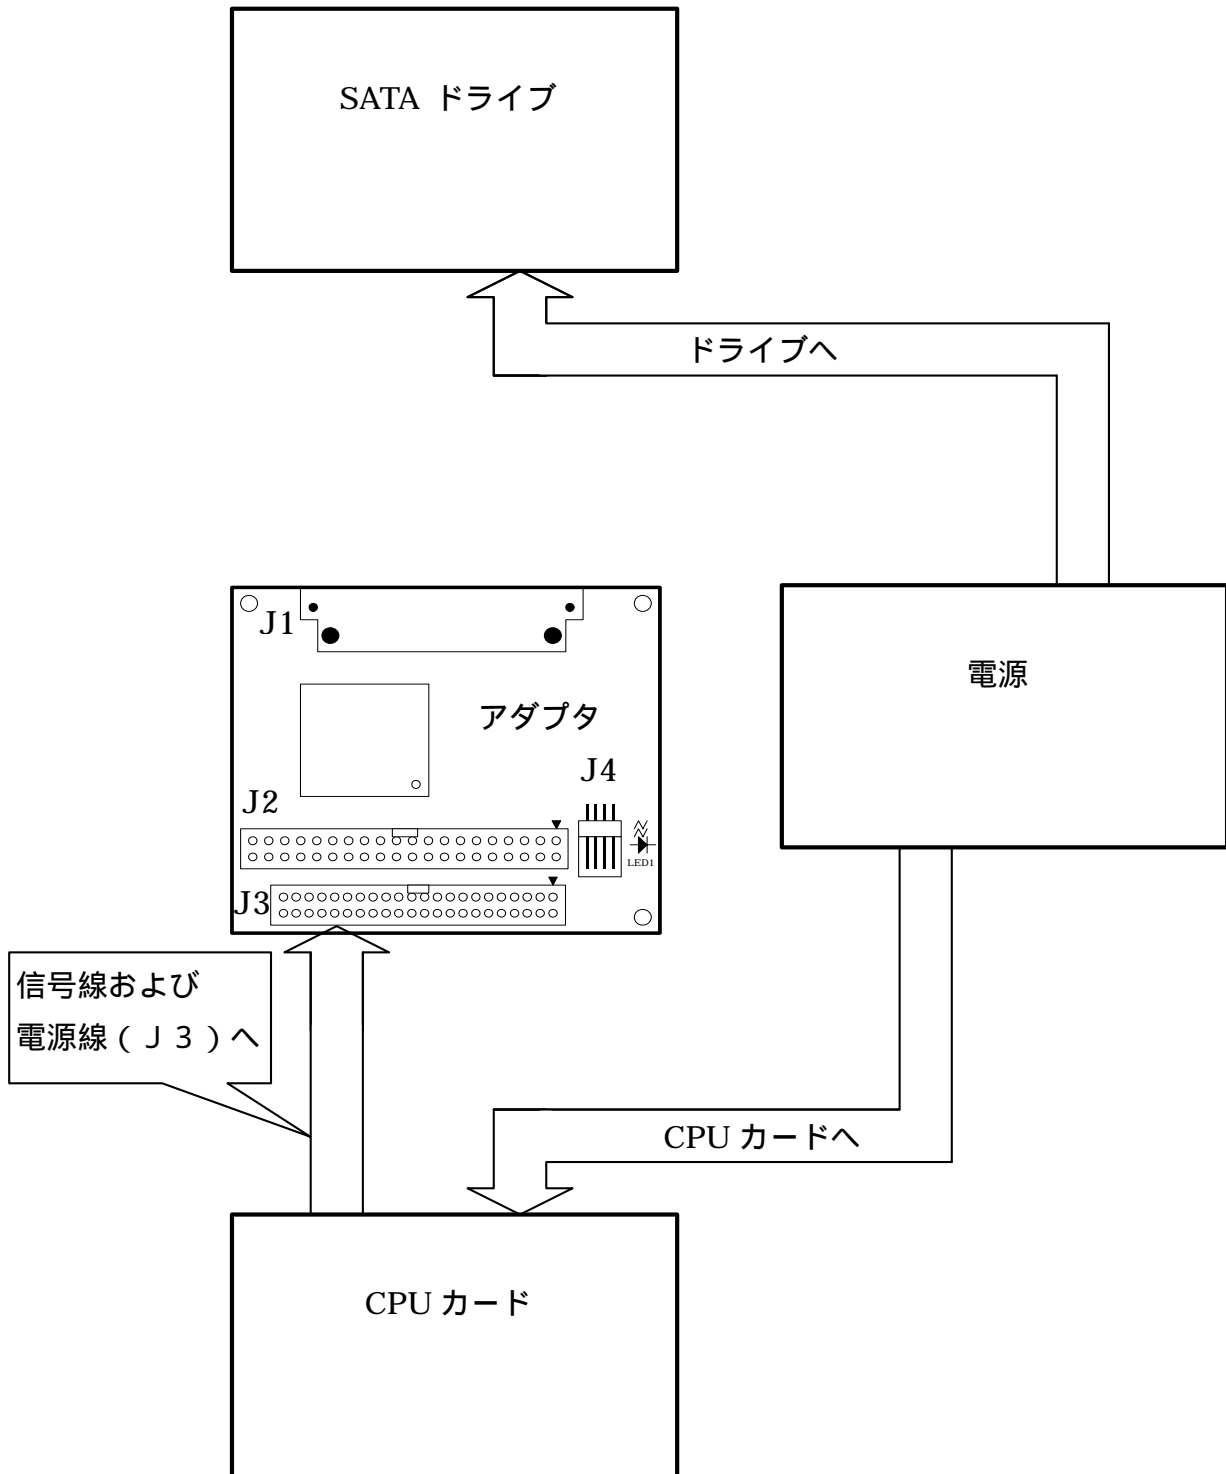 SATA ドライブ
ドライブへ
J1
電源
アダプタ
J4
J2
LED1
J3
信号線および
電源線（Ｊ３）へ
CPU カードへ
CPU カード